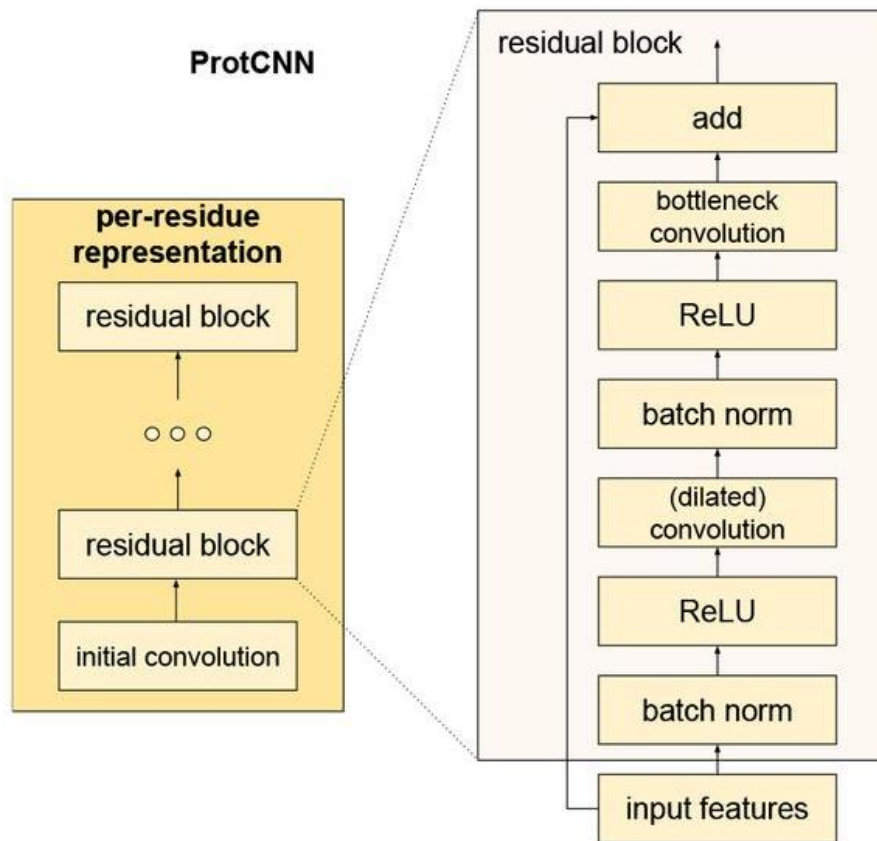 ProtCNN
per-residue
representation
residual block
residual block
initial convolution
residual block
add
bottleneck
convolution
ReLU
batch norm
(dilated)
convolution
ReLU
batch norm
input features